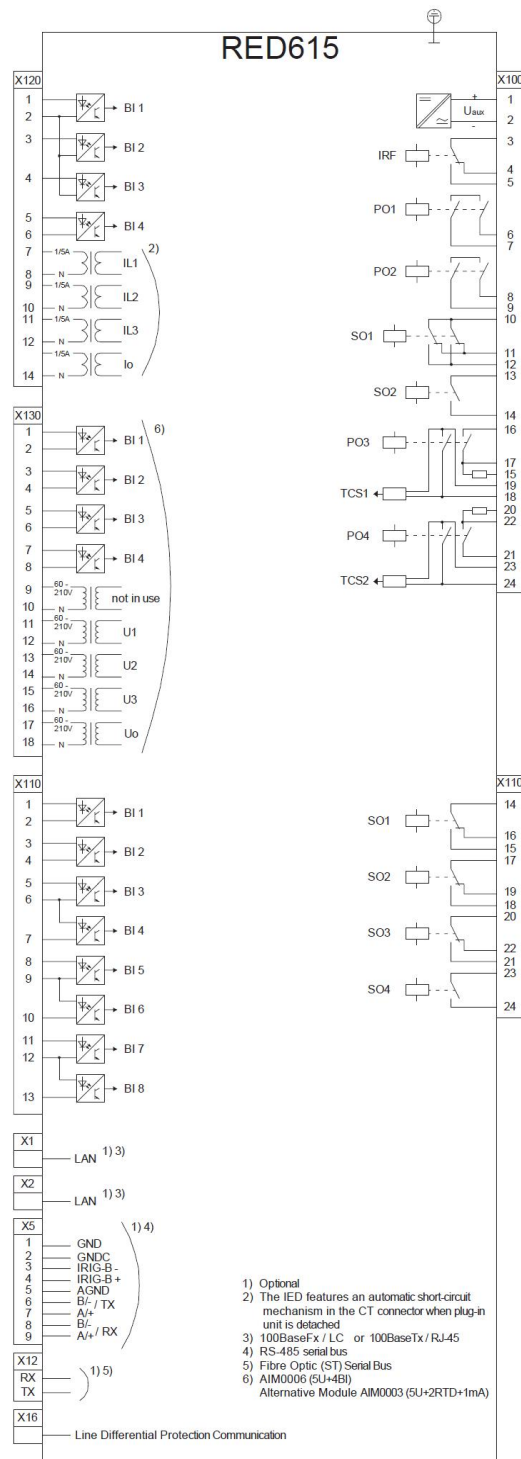 RED615
X120
1
2
BI 1
3
BI 2
4
BI 3
5
6
BI 4
7 1/5A
8 N
IL1
2)
9 1/5A
10 N
IL2
11 1/5A
12 N
IL3
1/5A
14 N
Io
X130
1
2
BI 1
6)
3
4
BI 2
5
6
BI 3
7
8
BI 4
9 60 - 210V
10 N
not in use
11 60 - 210V
12 N
U1
13 60 - 210V
14 N
U2
15 60 - 210V
16 N
U3
17 60 - 210V
18 N
Uo
X110
1
2
BI 1
3
4
BI 2
5
6
BI 3
7
BI 4
8
9
BI 5
10
BI 6
11
12
BI 7
13
BI 8
X1
LAN 1) 3)
X2
LAN 1) 3)
X5
1) 4)
1 GND
2 GNDC
3 IRIG-B -
4 IRIG-B +
5 AGND
6 B/- / TX
7 A/+
8 B/- / RX
9 A/+
X12
RX
TX
1) 5)
X16
Line Differential Protection Communication
X100
+ 1
Uaux
- 2
IRF
3
4
5
PO1
6
7
PO2
8
9
SO1
10
11
12
SO2
13
14
PO3
16
17
15
19
TCS1
18
20
22
PO4
21
23
TCS2
24
X110
SO1
14
16
15
SO2
17
19
18
SO3
20
22
21
SO4
23
24
1) Optional
2) The IED features an automatic short-circuit
mechanism in the CT connector when plug-in
unit is detached
3) 100BaseFx / LC or 100BaseTx / RJ-45
4) RS-485 serial bus
5) Fibre Optic (ST) Serial Bus
6) AIM0006 (5U+4BI)
Alternative Module AIM0003 (5U+2RTD+1mA)